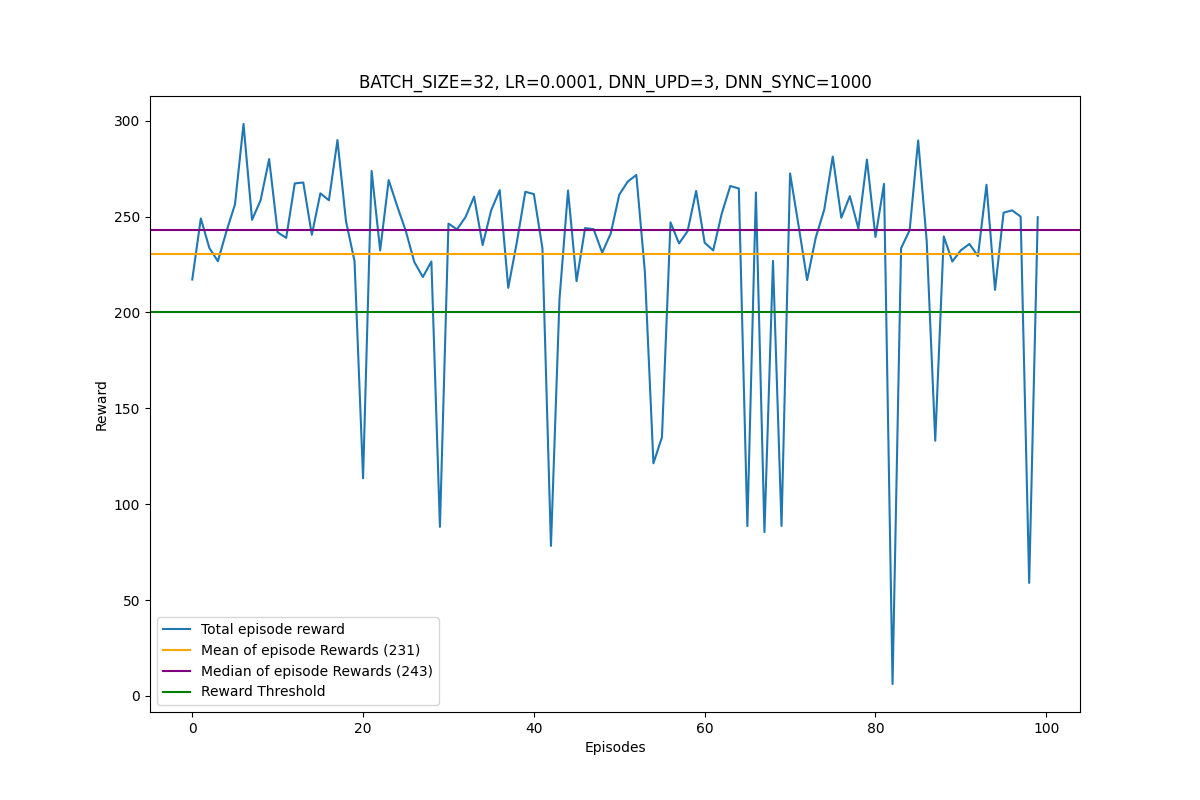 BATCH_SIZE=32, LR=0.0001, DNN_UPD=3, DNN_SYNC=1000
300
250
200
150
100
50
0
Reward
Total episode reward
Mean of episode Rewards (231)
Median of episode Rewards (243)
Reward Threshold
0 20 40 60 80 100
Episodes